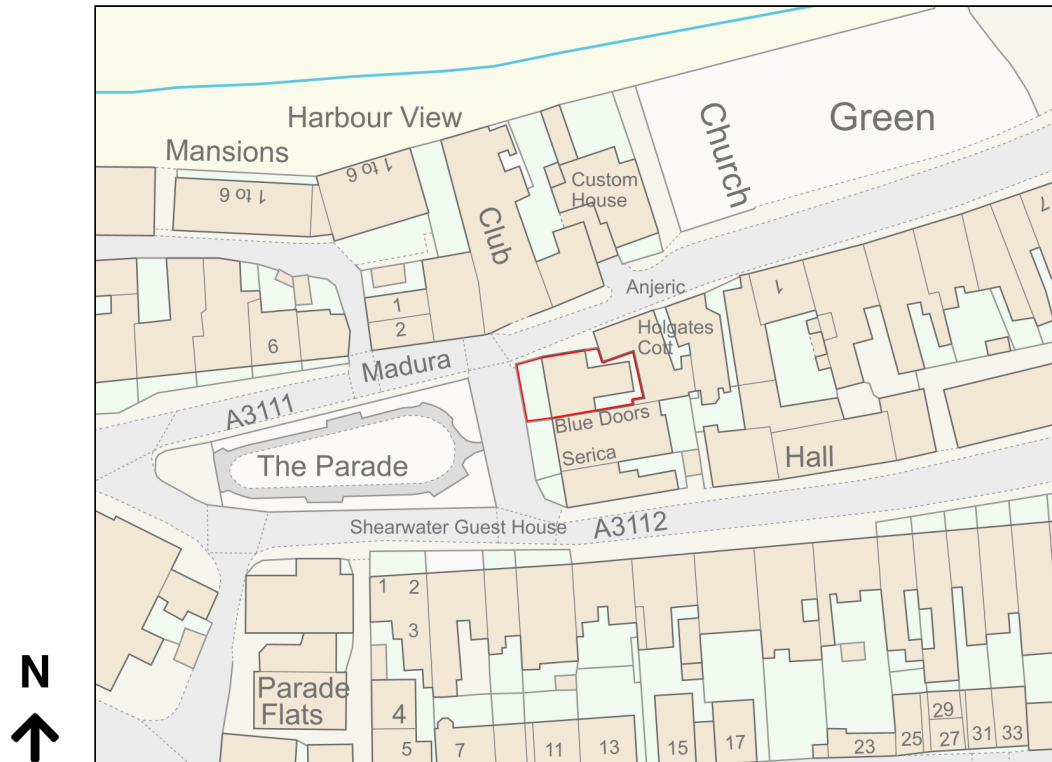 Harbour View
Mansions
1 to 6
1 to 6
Club
Custom
House
Church
Green
7
Anjeric
1
Holgates
Cott
1
2
6
Madura
A3111
The Parade
Blue Doors
Serica
Hall
Shearwater Guest House
A3112
1
2
3
Parade
Flats
4
5
7
11
13
15
17
23
25
29
27
31
33
N